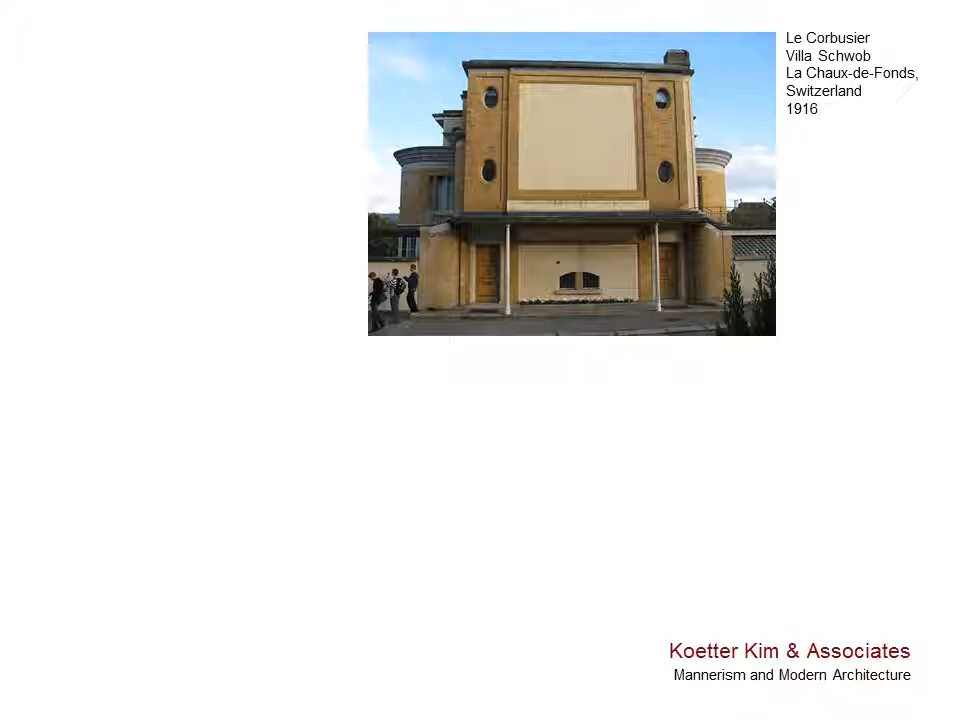 Le Corbusier
Villa Schwob
La Chaux-de-Fonds,
Switzerland
1916
Koetter Kim & Associates
Mannerism and Modern Architecture